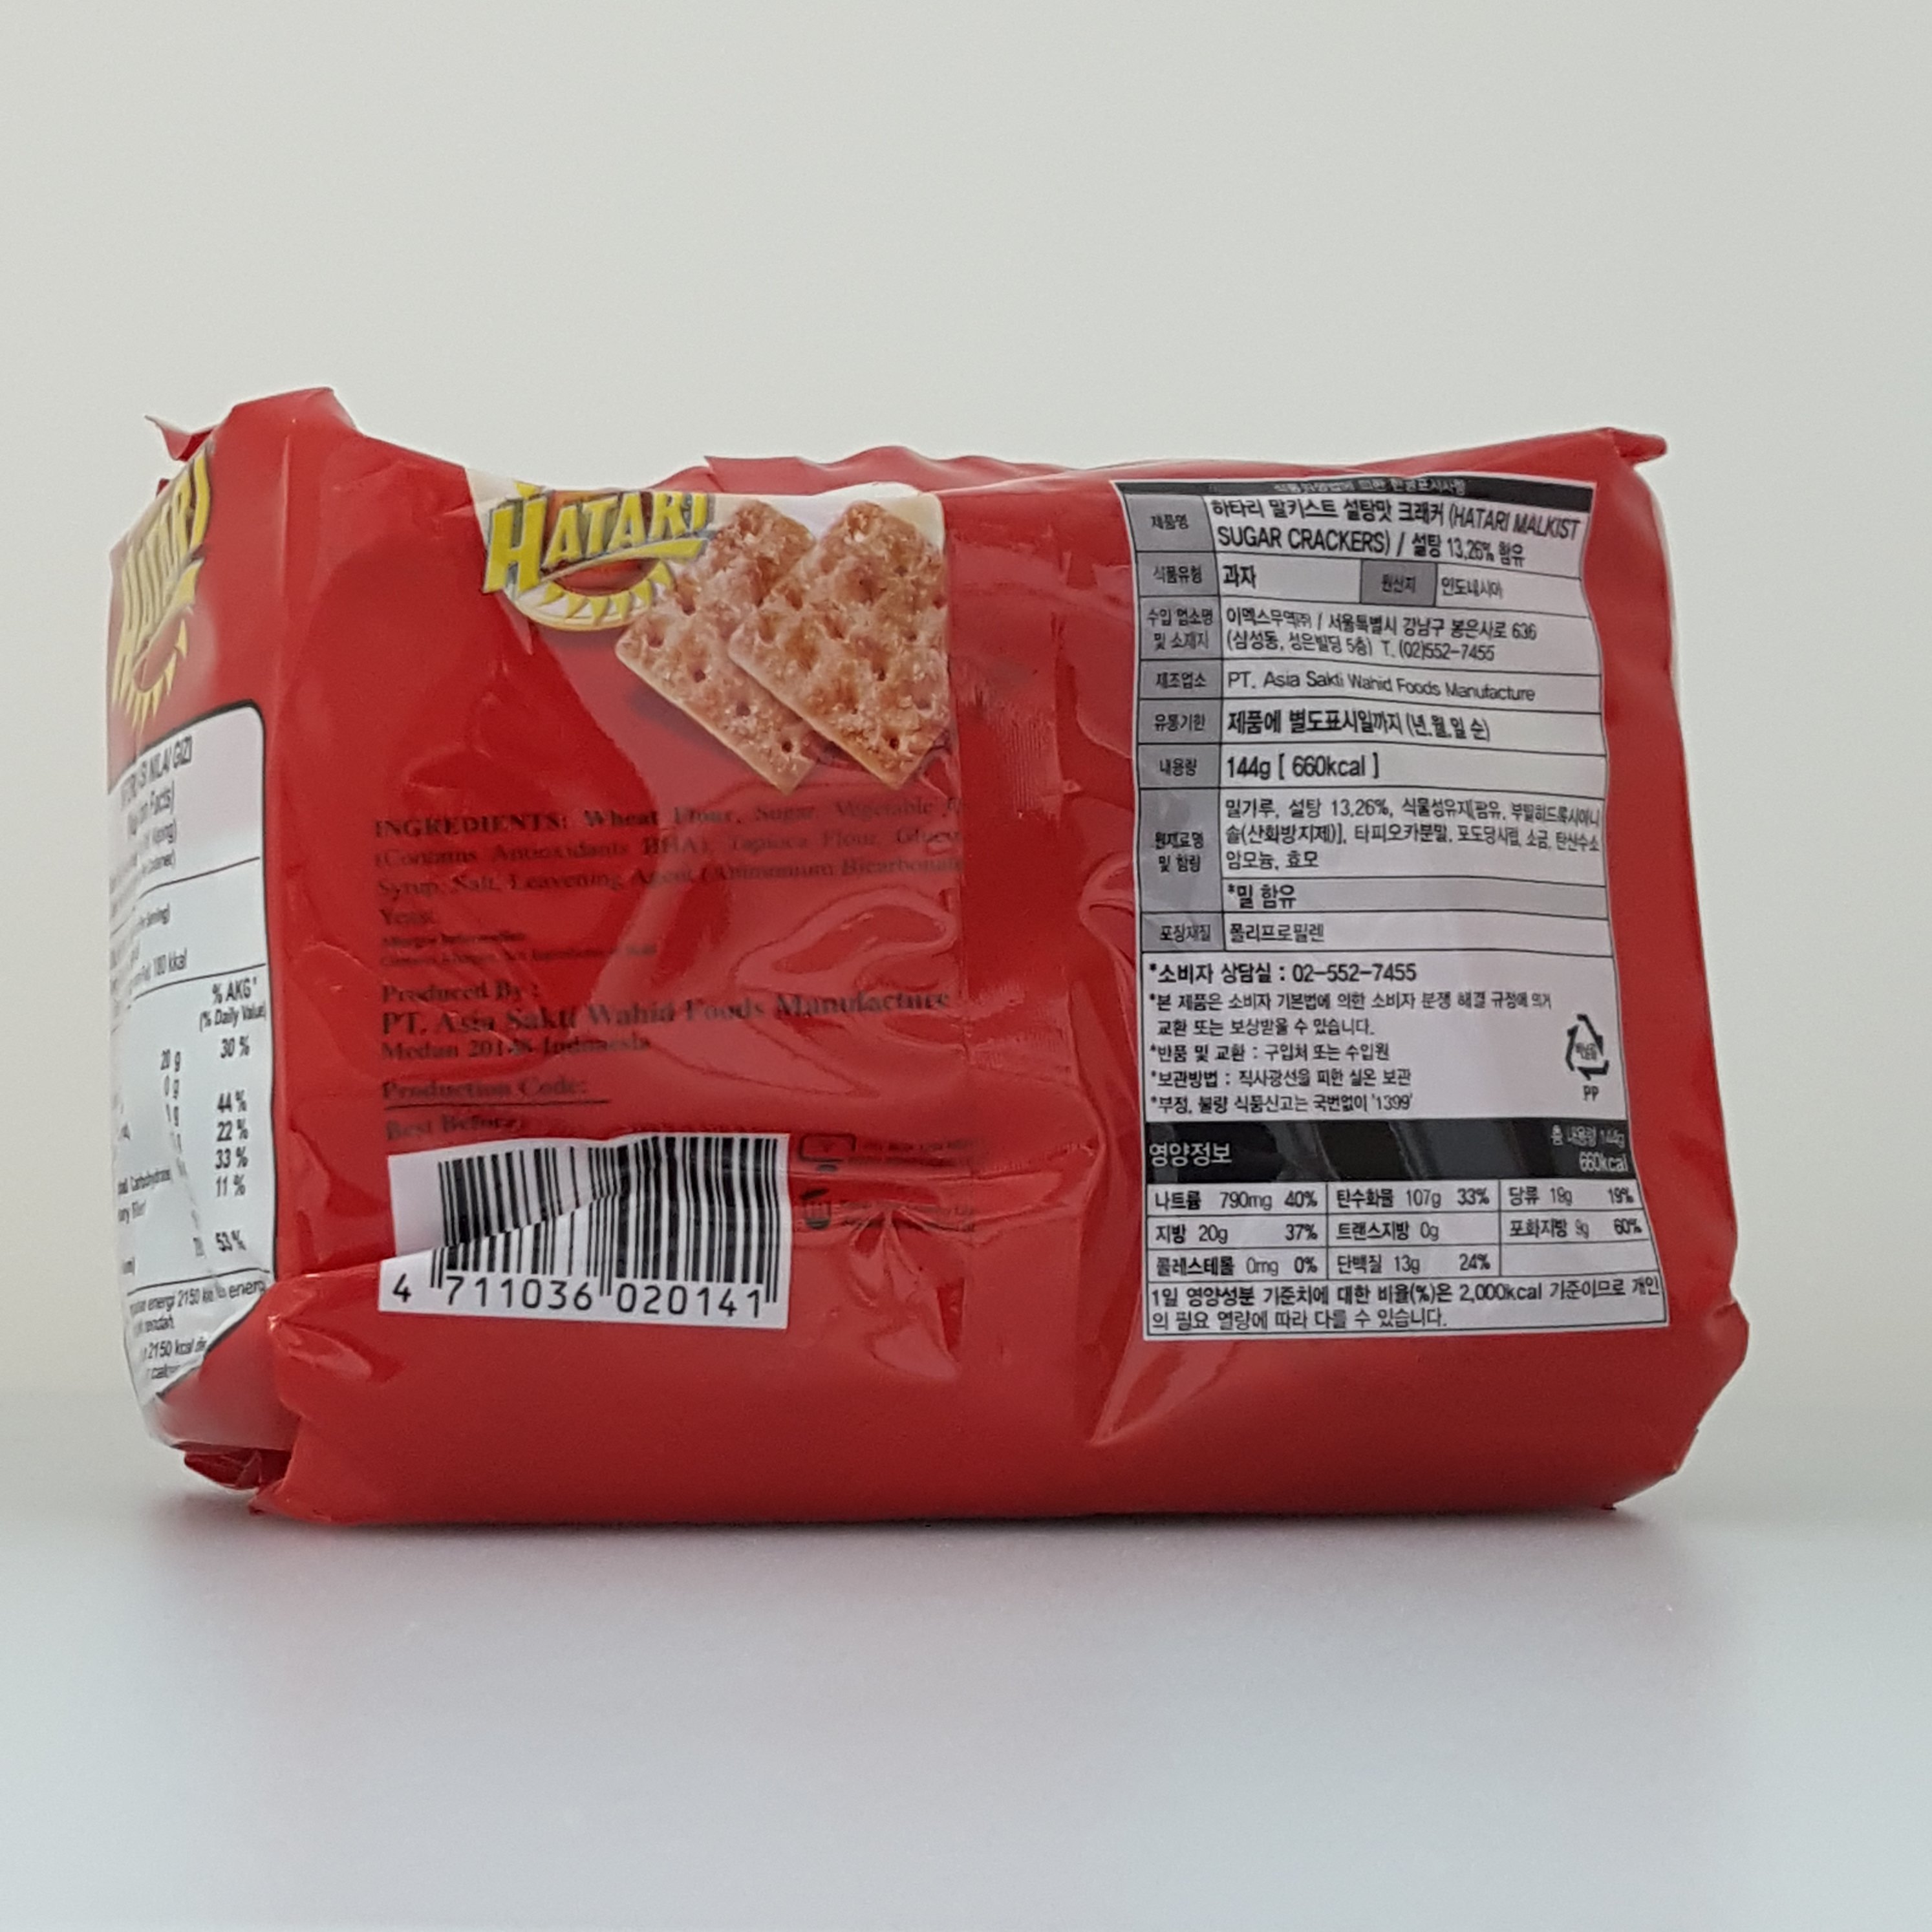 HATARI
HATARI
INGREDIENTS: Wheat Flour, Sugar, Vegetable
(Contains Antioxidants BHA), Tapioca Flour,
Syrup, Salt, Leavening Agent (Ammonium Bicarbonate
Yeast.
Produced By :
PT. Asia Sakti Wahid Foods Manufacture
Medan 20148 Indonesia
Production Code:
Best Before:
4 711036 020141
NILAI GIZI
180 kkal
% AKG*
(% Daily Value)
20 g 30 %
0 g
44 %
22 %
33 %
11 %
53 %
energi 2150
2150 kcal
제품명 하타리 말키스트 설탕맛 크래커 (HATARI MALKIST
SUGAR CRACKERS) / 설탕 13,26% 함유
식품유형 과자 원산지 인도네시아
수입 업소명 이멕스무역㈜ / 서울특별시 강남구 봉은사로 636
및 소재지 (삼성동, 성은빌딩 5층) T. (02)552-7455
제조업소 PT. Asia Sakti Wahid Foods Manufacture
유통기한 제품에 별도표시일까지 (년.월.일 순)
내용량 144g [ 660kcal ]
원재료명 밀가루, 설탕 13,26%, 식물성유지[팜유, 부틸히드록시아니
및 함량 솔(산화방지제)], 타피오카분말, 포도당시럽, 소금, 탄산수소
암모늄, 효모
*밀 함유
포장재질 폴리프로필렌
*소비자 상담실 : 02-552-7455
*본 제품은 소비자 기본법에 의한 소비자 분쟁 해결 규정에 의거
교환 또는 보상받을 수 있습니다.
*반품 및 교환 : 구입처 또는 수입원
*보관방법 : 직사광선을 피한 실온 보관
*부정, 불량 식품신고는 국번없이 '1399'
비닐류
PP
영양정보 총 내용량 144g
660kcal
나트륨 790mg 40% 탄수화물 107g 33% 당류 19g 19%
지방 20g 37% 트랜스지방 0g 포화지방 9g 60%
콜레스테롤 0mg 0% 단백질 13g 24%
1일 영양성분 기준치에 대한 비율(%)은 2,000kcal 기준이므로 개인
의 필요 열량에 따라 다를 수 있습니다.